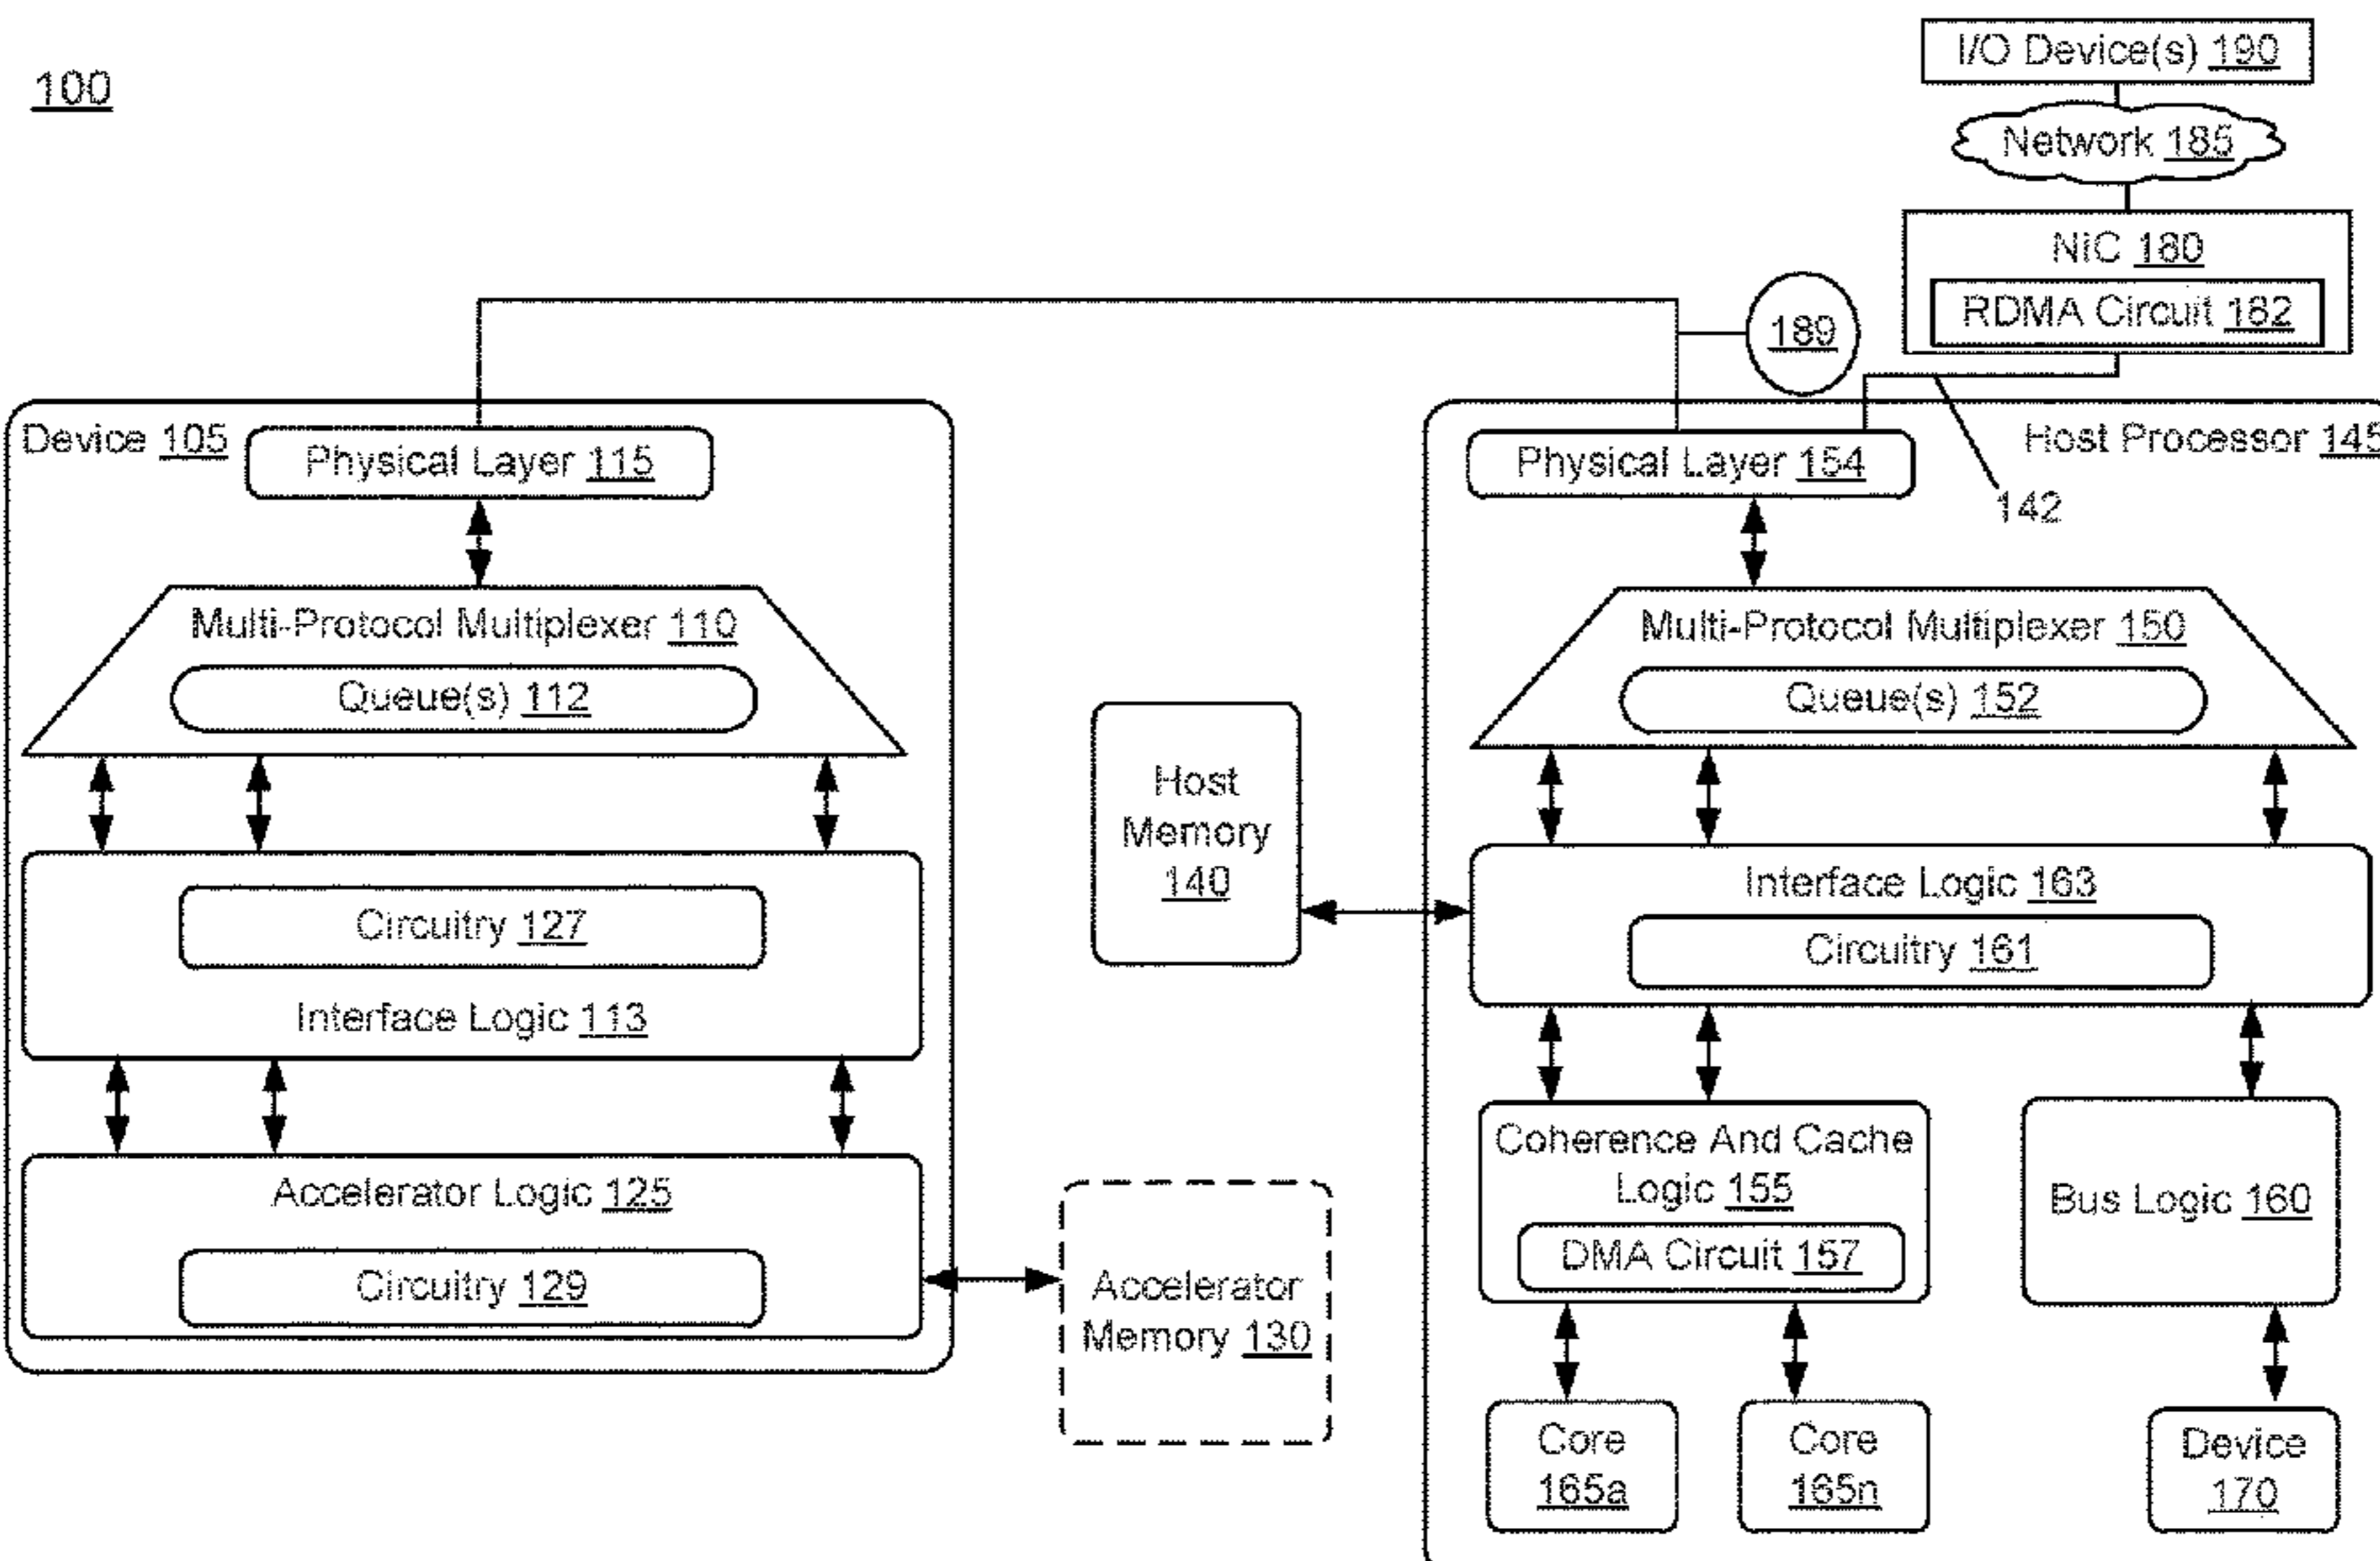 100
I/O Device(s) 190
Network 185
NIC 180
RDMA Circuit 182
189
142
Device 105
Physical Layer 115
Multi-Protocol Multiplexer 110
Queue(s) 112
Circuitry 127
Interface Logic 113
Accelerator Logic 125
Circuitry 129
Accelerator
Memory 130
Host
Memory
140
Host Processor 145
Physical Layer 154
Multi-Protocol Multiplexer 150
Queue(s) 152
Interface Logic 163
Circuitry 161
Coherence And Cache
Logic 155
DMA Circuit 157
Bus Logic 160
Core
165a
Core
165n
Device
170